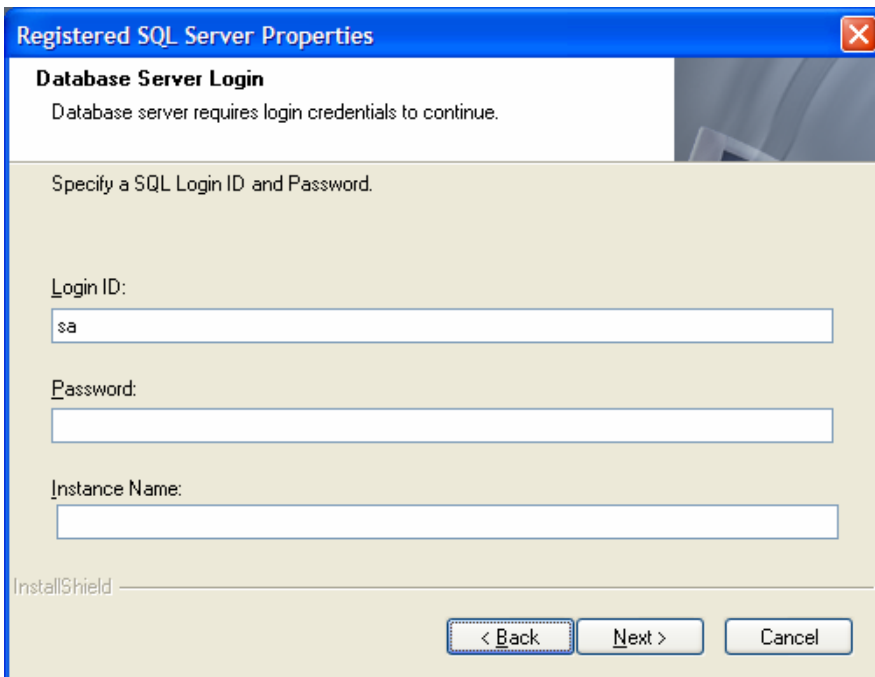 Registered SQL Server Properties
Database Server Login
Database server requires login credentials to continue.
Specify a SQL Login ID and Password.
Login ID:
sa
Password:
Instance Name:
InstallShield
< Back Next > Cancel